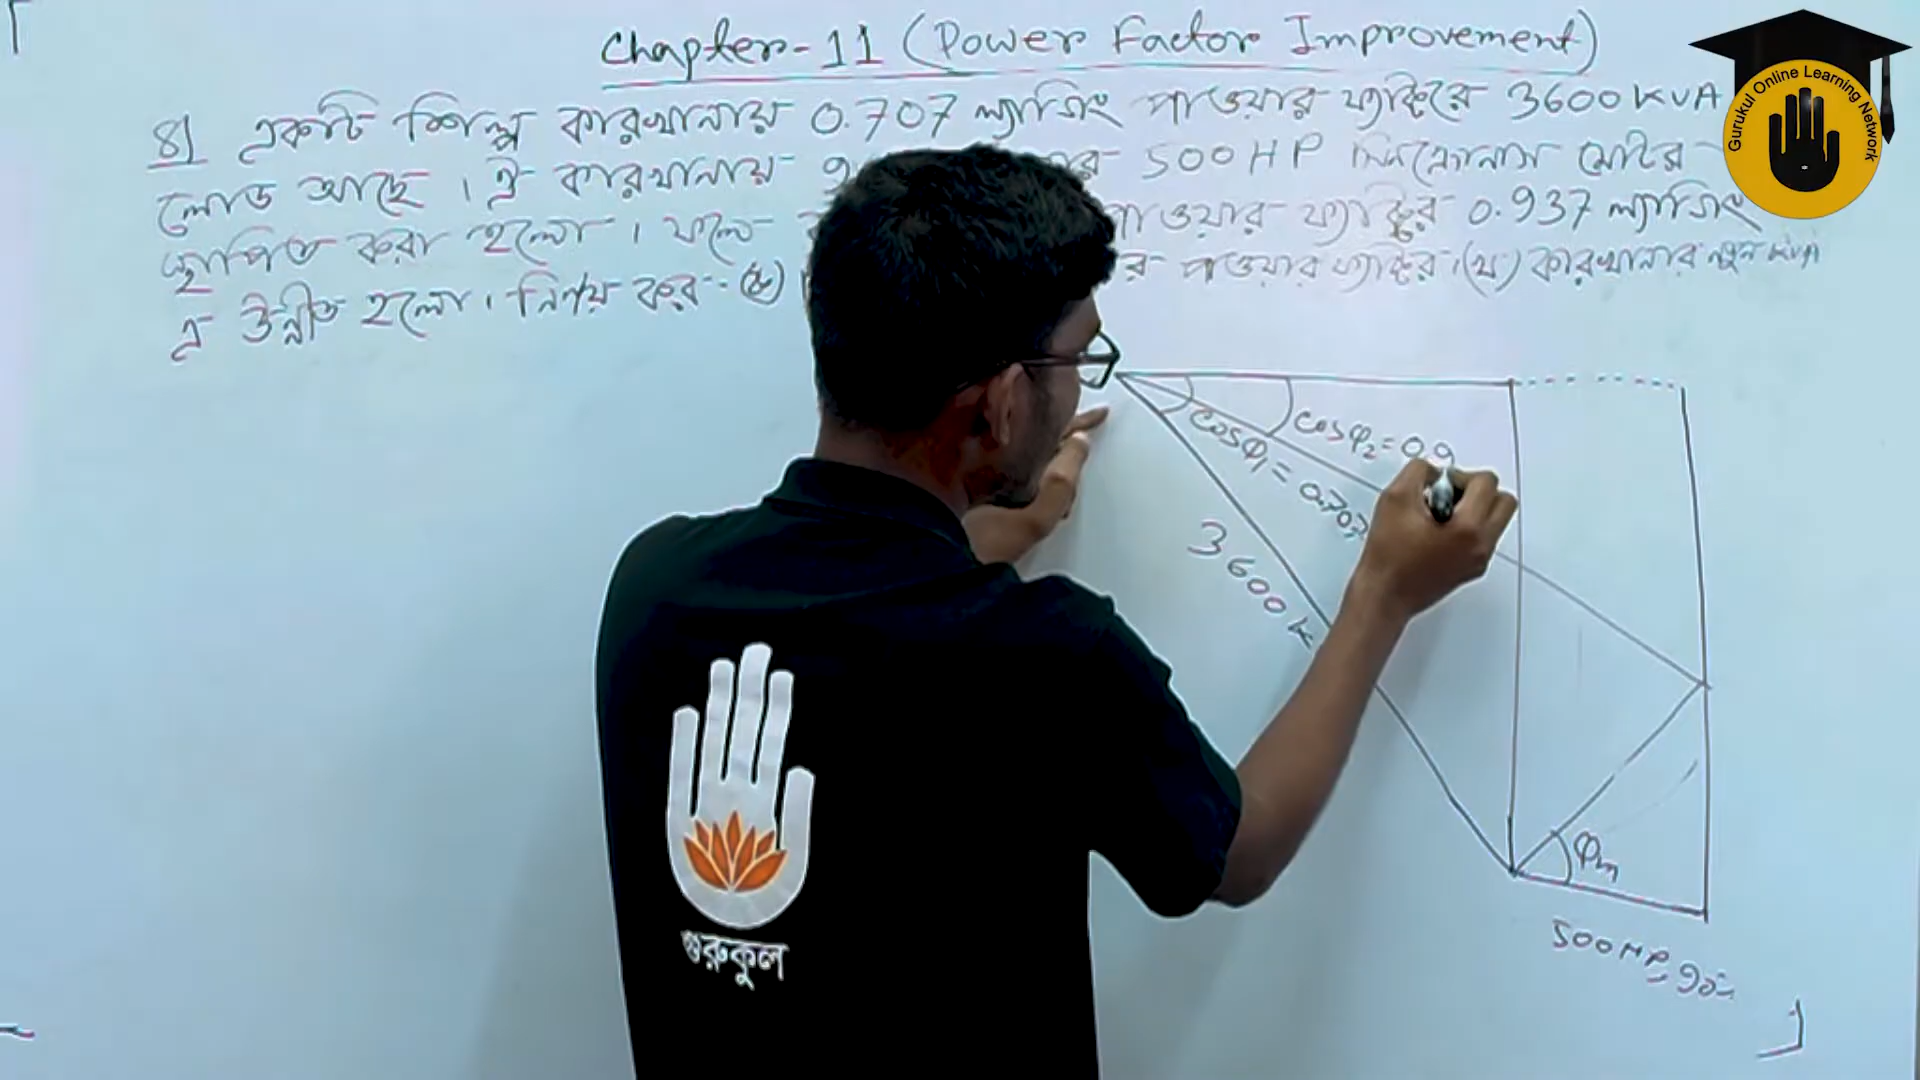 Chapter-11 (Power Factor Improvement)
৪) একটি শিল্প কারখানায় 0.707 ল্যাগিং পাওয়ার ফ্যাক্টরে 3600 KVA
লোড আছে। ঐ কারখানায় 500 HP সিনক্রোনাস মোটর
স্থাপিত করা হলো। ফলে পাওয়ার ফ্যাক্টর 0.937 ল্যাগিং
এ উন্নীত হলো। নির্ণয় কর- (ক) র পাওয়ার ফ্যাক্টর। (খ) কারখানার নতুন KVA
cosφ₂ = 0.9
cosφ₁ = 0.707
3600 K
φm
500 HP,
গুরুকুল
Gurukul Online Learning Network